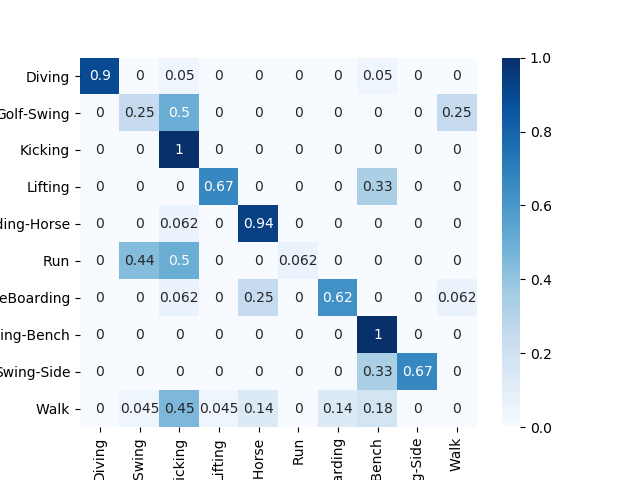 Diving 0.9 0 0.05 0 0 0 0 0.05 0 0
Golf-Swing 0 0.25 0.5 0 0 0 0 0 0 0.25
Kicking 0 0 1 0 0 0 0 0 0 0
Lifting 0 0 0 0.67 0 0 0 0.33 0 0
ding-Horse 0 0 0.062 0 0.94 0 0 0 0 0
Run 0 0.44 0.5 0 0 0.062 0 0 0 0
eBoarding 0 0 0.062 0 0.25 0 0.62 0 0 0.062
ing-Bench 0 0 0 0 0 0 0 1 0 0
Swing-Side 0 0 0 0 0 0 0 0.33 0.67 0
Walk 0 0.045 0.45 0.045 0.14 0 0.14 0.18 0 0
Diving
Swing
icking
ifting
Horse
Run
arding
Bench
g-Side
Walk
1.0
0.8
0.6
0.4
0.2
0.0